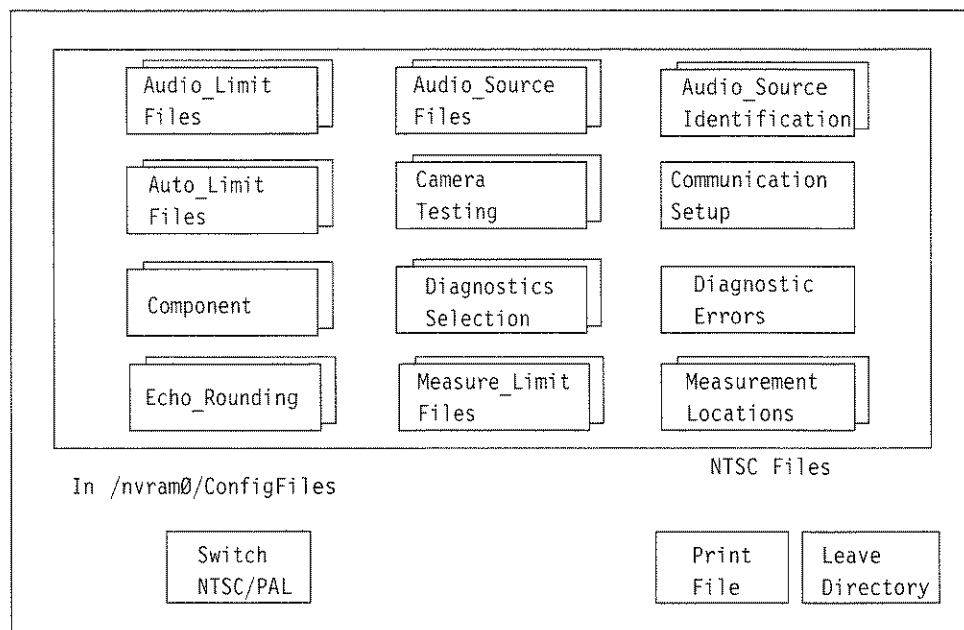 Audio_Limit
Files
Audio_Source
Files
Audio_Source
Identification
Auto_Limit
Files
Camera
Testing
Communication
Setup
Component
Diagnostics
Selection
Diagnostic
Errors
Echo_Rounding
Measure_Limit
Files
Measurement
Locations
NTSC Files
In /nvram0/ConfigFiles
Switch
NTSC/PAL
Print
File
Leave
Directory